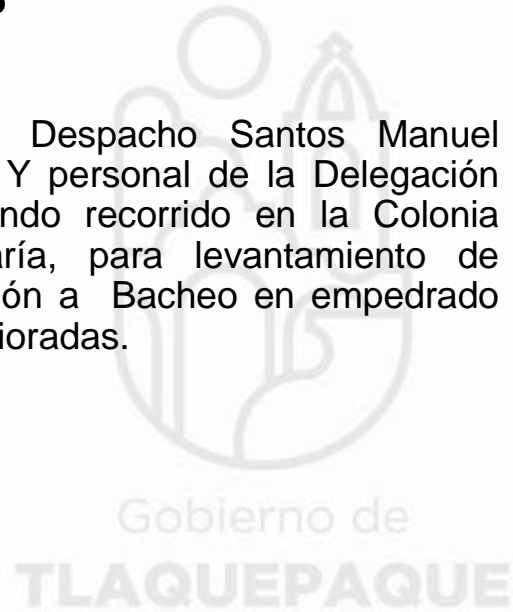 Despacho Santos Manuel
Y personal de la Delegación
ndo recorrido en la Colonia
aría, para levantamiento de
ón a Bacheo en empedrado
ioradas.
Gobierno de
TLAQUEPAQUE